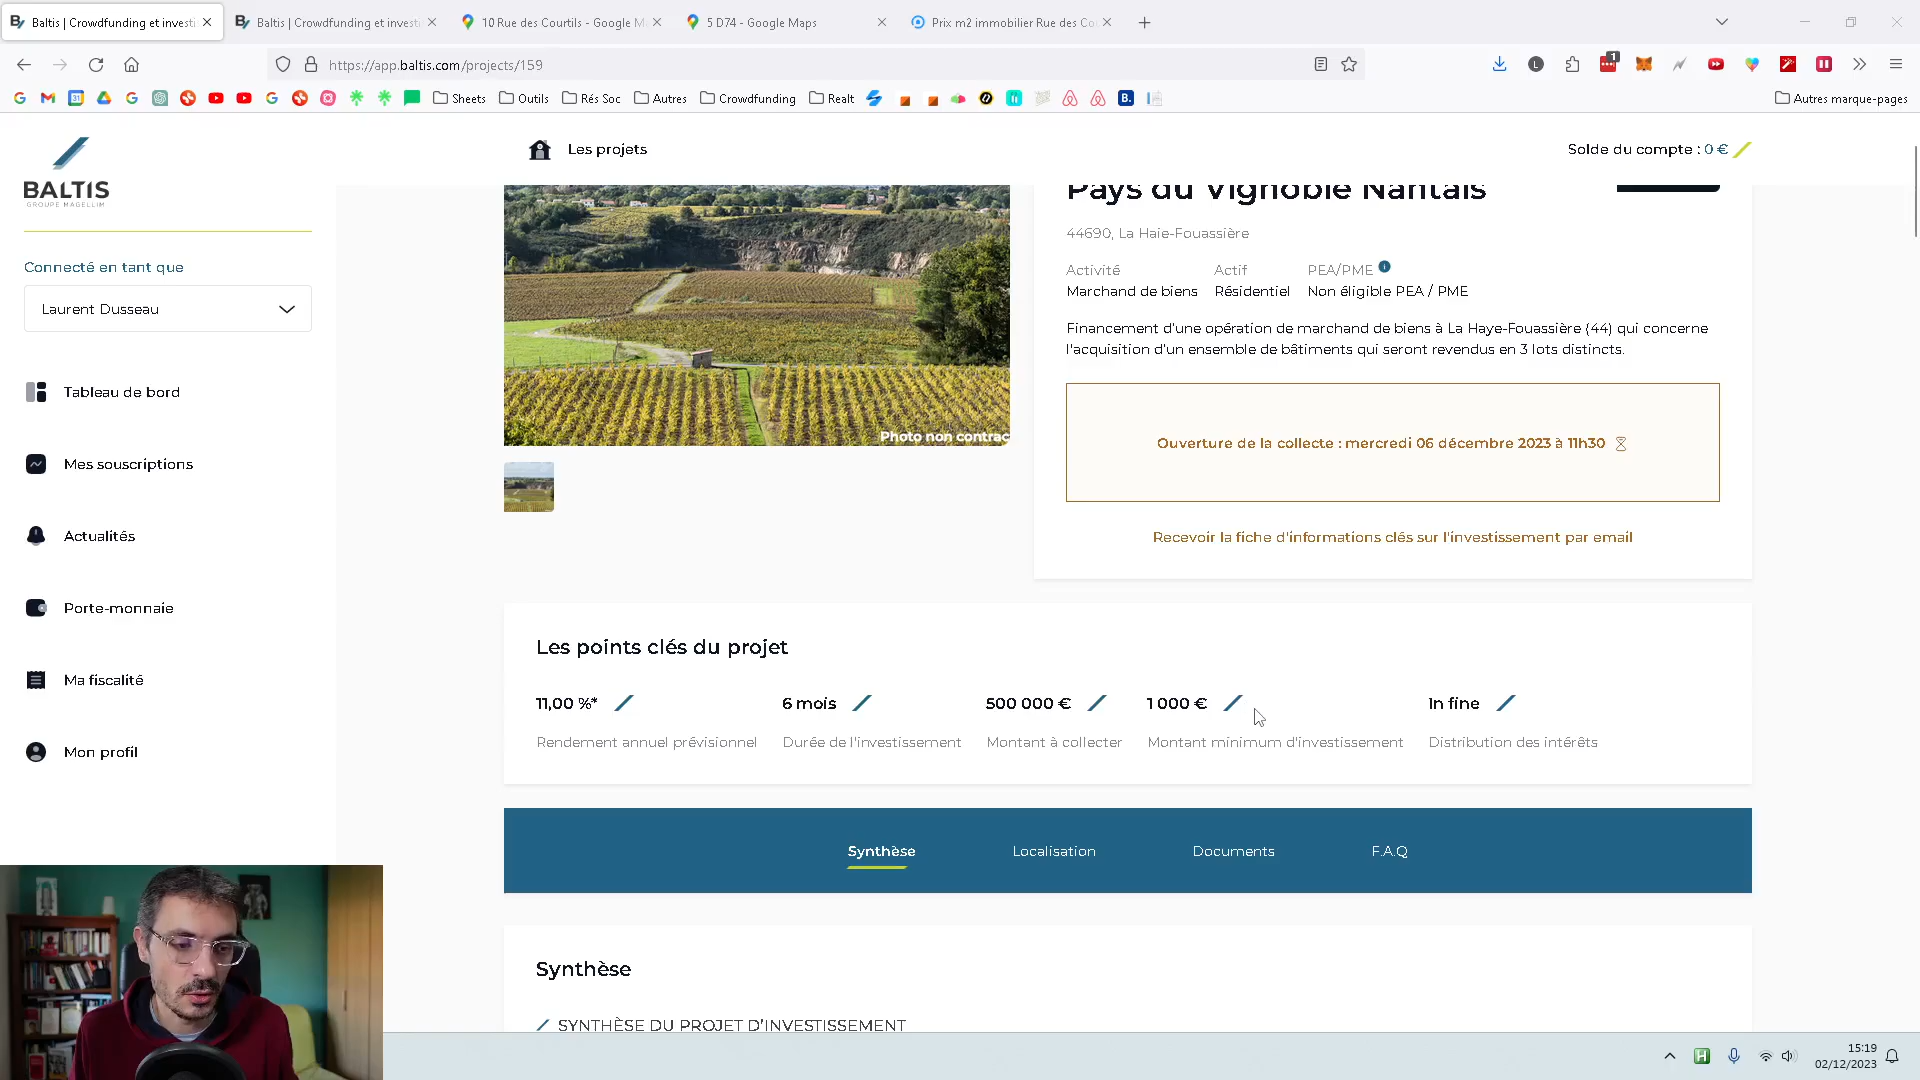 Baltis | Crowdfunding et investi
Baltis | Crowdfunding et investi
10 Rue des Courtils - Google M
5 D74 - Google Maps
Prix m2 immobilier Rue des Co
https://app.baltis.com/projects/159
1
Sheets
Outils
Rés Soc
Autres
Crowdfunding
Realt
Autres marque-pages
BALTIS
GROUPE MAGELLIM
Les projets
Solde du compte : 0 €
Connecté en tant que
Laurent Dusseau
Tableau de bord
Mes souscriptions
Actualités
Porte-monnaie
Ma fiscalité
Mon profil
Photo non contrac
Pays du Vignoble Nantais
44690, La Haie-Fouassière
Activité
Actif
PEA/PME
Marchand de biens
Résidentiel
Non éligible PEA / PME
Financement d'une opération de marchand de biens à La Haye-Fouassière (44) qui concerne
l'acquisition d'un ensemble de bâtiments qui seront revendus en 3 lots distincts.
Ouverture de la collecte : mercredi 06 décembre 2023 à 11h30
Recevoir la fiche d'informations clés sur l'investissement par email
Les points clés du projet
11,00 %*
6 mois
500 000 €
1 000 €
In fine
Rendement annuel prévisionnel
Durée de l'investissement
Montant à collecter
Montant minimum d'investissement
Distribution des intérêts
Synthèse
Localisation
Documents
F.A.Q
Synthèse
SYNTHÈSE DU PROJET D'INVESTISSEMENT
15:19
02/12/2023